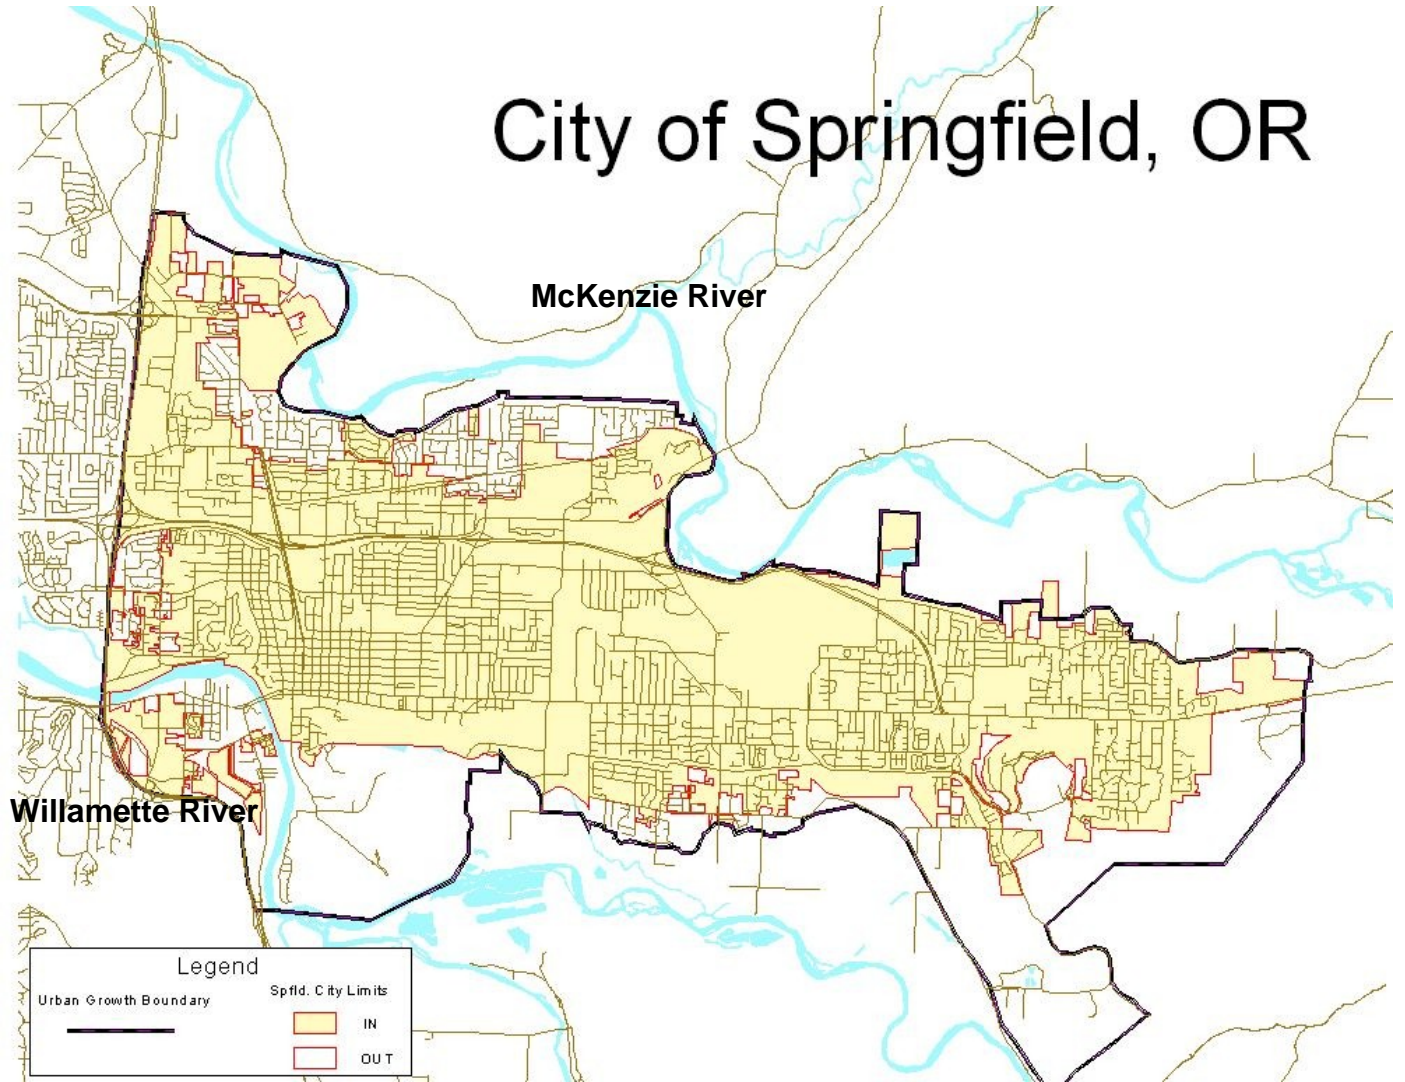 City of Springfield, OR
McKenzie River
Willamette River
Legend
Urban Growth Boundary
Spfld. City Limits
IN
OUT